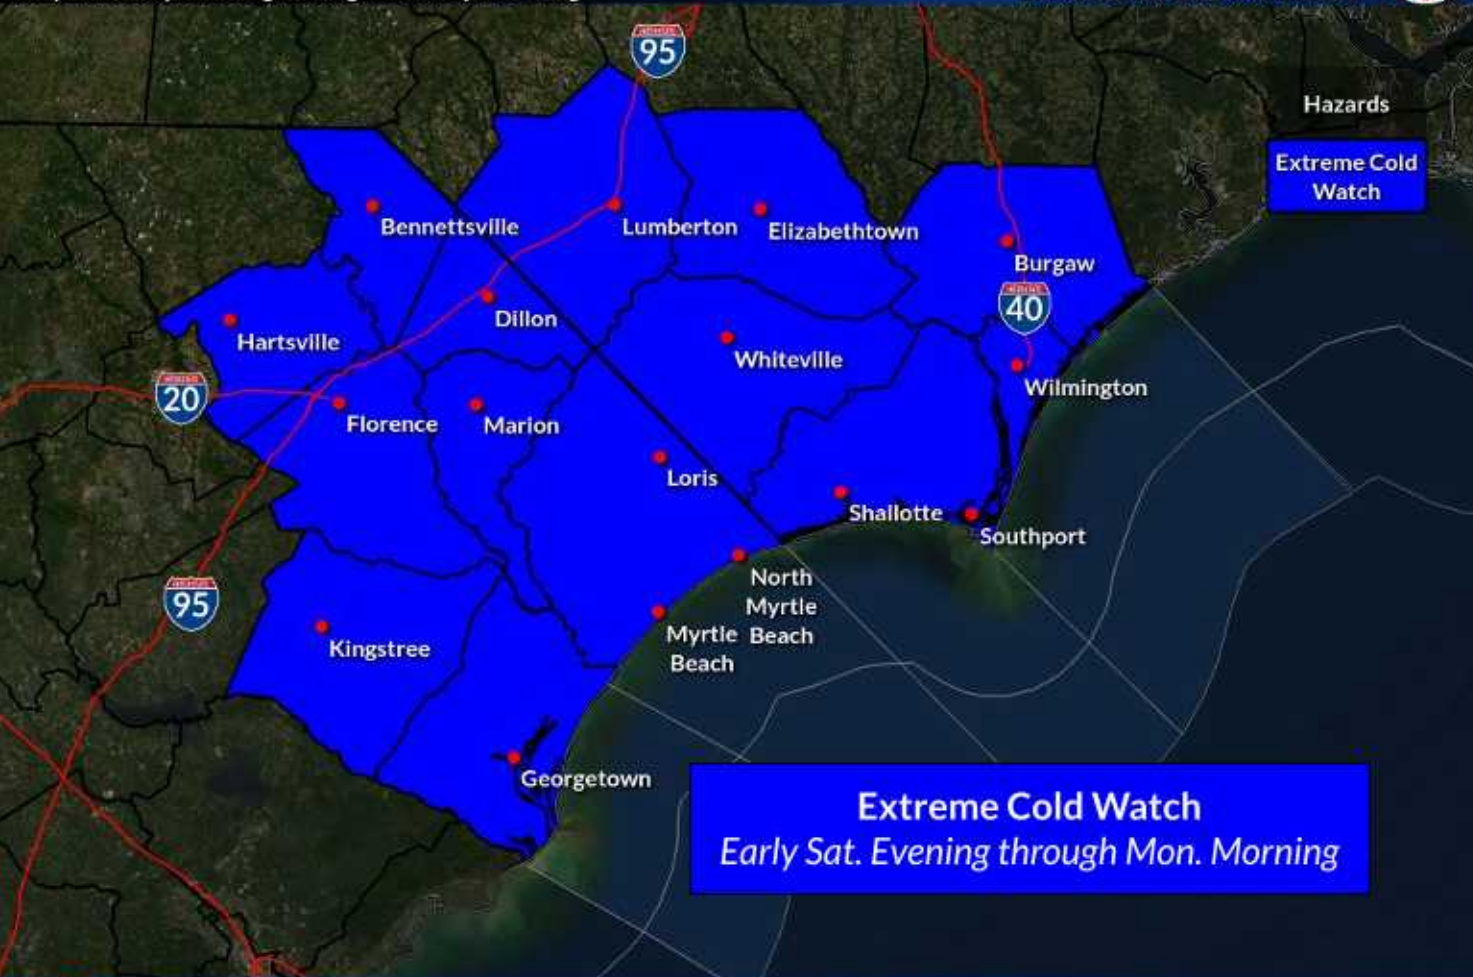 95
Hazards
Extreme Cold
Watch
Bennettsville
Lumberton
Elizabethtown
Burgaw
40
Dillon
Hartsville
Whiteville
Wilmington
20
Florence
Marion
Loris
Shallotte
Southport
North
Myrtle
Beach
95
Myrtle
Beach
Kingstree
Georgetown
Extreme Cold Watch
Early Sat. Evening through Mon. Morning